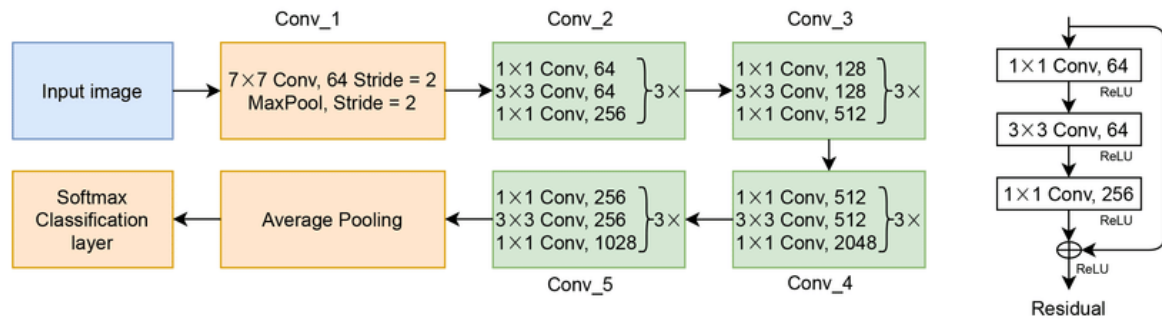 Conv_1
Conv_2
Conv_3
Input image
7×7 Conv, 64 Stride = 2
MaxPool, Stride = 2
1×1 Conv, 64
3×3 Conv, 64
1×1 Conv, 256
3×
1×1 Conv, 128
3×3 Conv, 128
1×1 Conv, 512
3×
Softmax
Classification
layer
Average Pooling
1×1 Conv, 256
3×3 Conv, 256
1×1 Conv, 1028
3×
1×1 Conv, 512
3×3 Conv, 512
1×1 Conv, 2048
3×
Conv_5
Conv_4
1×1 Conv, 64
ReLU
3×3 Conv, 64
ReLU
1×1 Conv, 256
ReLU
ReLU
Residual